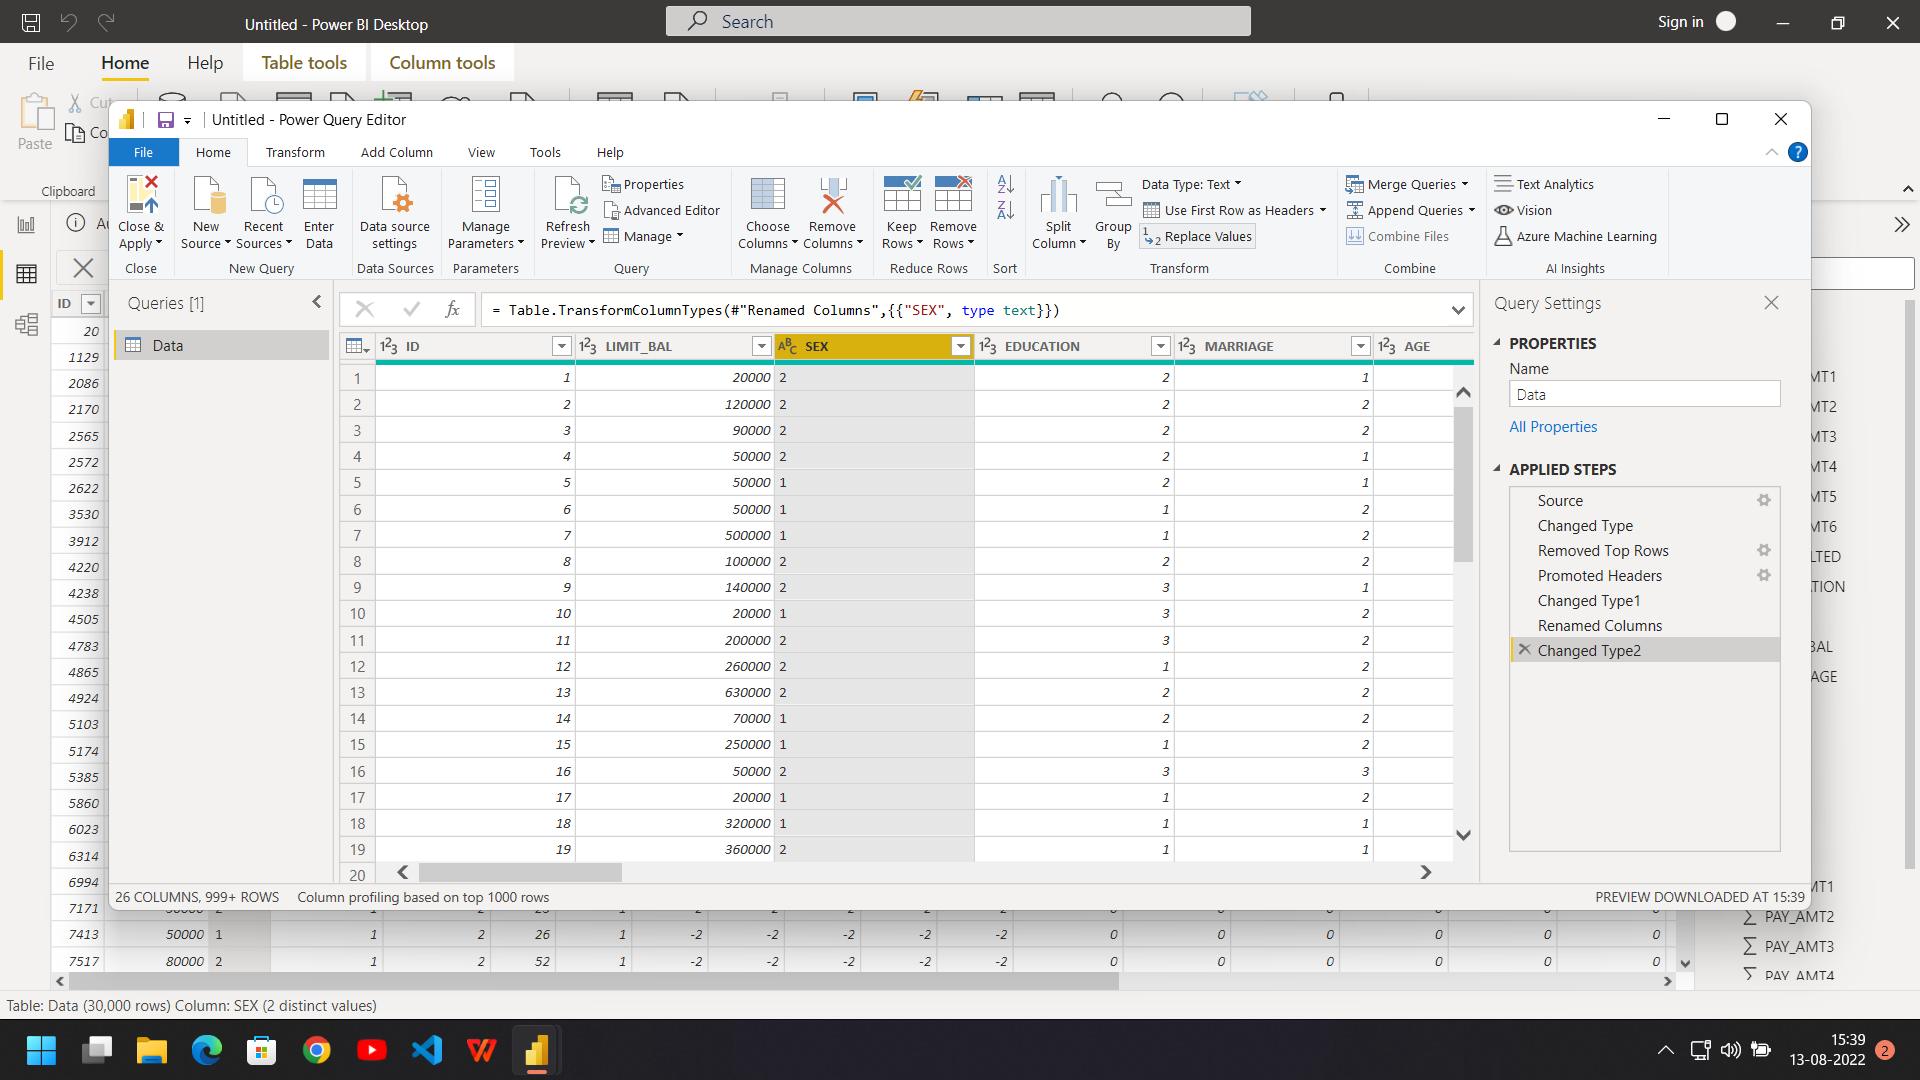 Untitled - Power BI Desktop
Search
Sign in
File Home Help Table tools Column tools
Paste
Clipboard
Untitled - Power Query Editor
File Home Transform Add Column View Tools Help
Close & Apply
New Source
Recent Sources
Enter Data
Data source settings
Manage Parameters
Refresh Preview
Properties
Advanced Editor
Manage
Choose Columns
Remove Columns
Keep Rows
Remove Rows
Split Column
Group By
Data Type: Text
Use First Row as Headers
Replace Values
Merge Queries
Append Queries
Combine Files
Text Analytics
Vision
Azure Machine Learning
Close New Query Data Sources Parameters Query Manage Columns Reduce Rows Sort Transform Combine AI Insights
Queries [1]
Data
= Table.TransformColumnTypes(#"Renamed Columns",{{"SEX", type text}})
ID LIMIT_BAL SEX EDUCATION MARRIAGE AGE
1 1 20000 2 2 1
2 2 120000 2 2 2
3 3 90000 2 2 2
4 4 50000 2 2 1
5 5 50000 1 2 1
6 6 50000 1 1 2
7 7 500000 1 1 2
8 8 100000 2 2 2
9 9 140000 2 3 1
10 10 20000 1 3 2
11 11 200000 2 3 2
12 12 260000 2 1 2
13 13 630000 2 2 2
14 14 70000 1 2 2
15 15 250000 1 1 2
16 16 50000 2 3 3
17 17 20000 1 1 2
18 18 320000 1 1 1
19 19 360000 2 1 1
20
Query Settings
PROPERTIES
Name
Data
All Properties
APPLIED STEPS
Source
Changed Type
Removed Top Rows
Promoted Headers
Changed Type1
Renamed Columns
Changed Type2
26 COLUMNS, 999+ ROWS Column profiling based on top 1000 rows
PREVIEW DOWNLOADED AT 15:39
ID
20
1129
2086
2170
2565
2572
2622
3530
3912
4220
4238
4505
4783
4865
4924
5103
5174
5385
5860
6023
6314
6994
7171
7413 50000 1 1 2 26 1 -2 -2 -2 -2 -2 0 0 0 0 0 0
7517 80000 2 1 2 52 1 -2 -2 -2 -2 -2 0 0 0 0 0 0
PAY_AMT2
PAY_AMT3
PAY_AMT4
Table: Data (30,000 rows) Column: SEX (2 distinct values)
15:39
13-08-2022
2